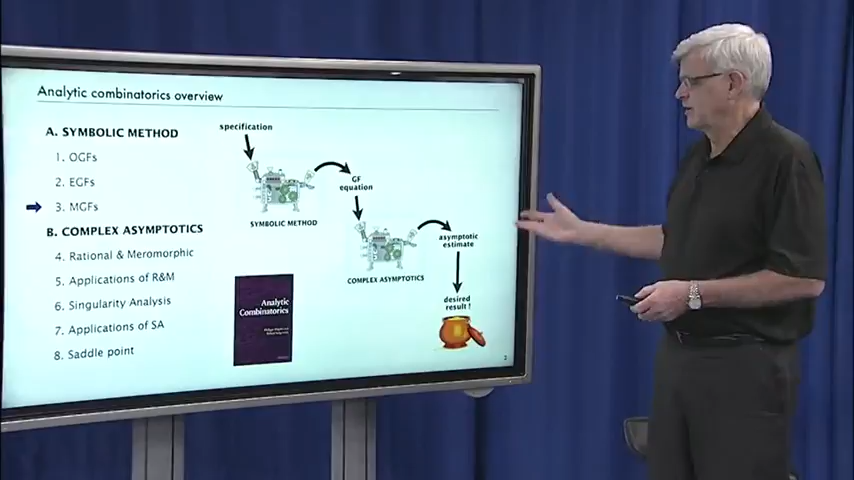 Analytic combinatorics overview
A. SYMBOLIC METHOD
1. OGFs
2. EGFs
3. MGFs
B. COMPLEX ASYMPTOTICS
4. Rational & Meromorphic
5. Applications of R&M
6. Singularity Analysis
7. Applications of SA
8. Saddle point
specification
SYMBOLIC METHOD
GF
equation
COMPLEX ASYMPTOTICS
asymptotic
estimate
desired
result !
Analytic
Combinatorics
2